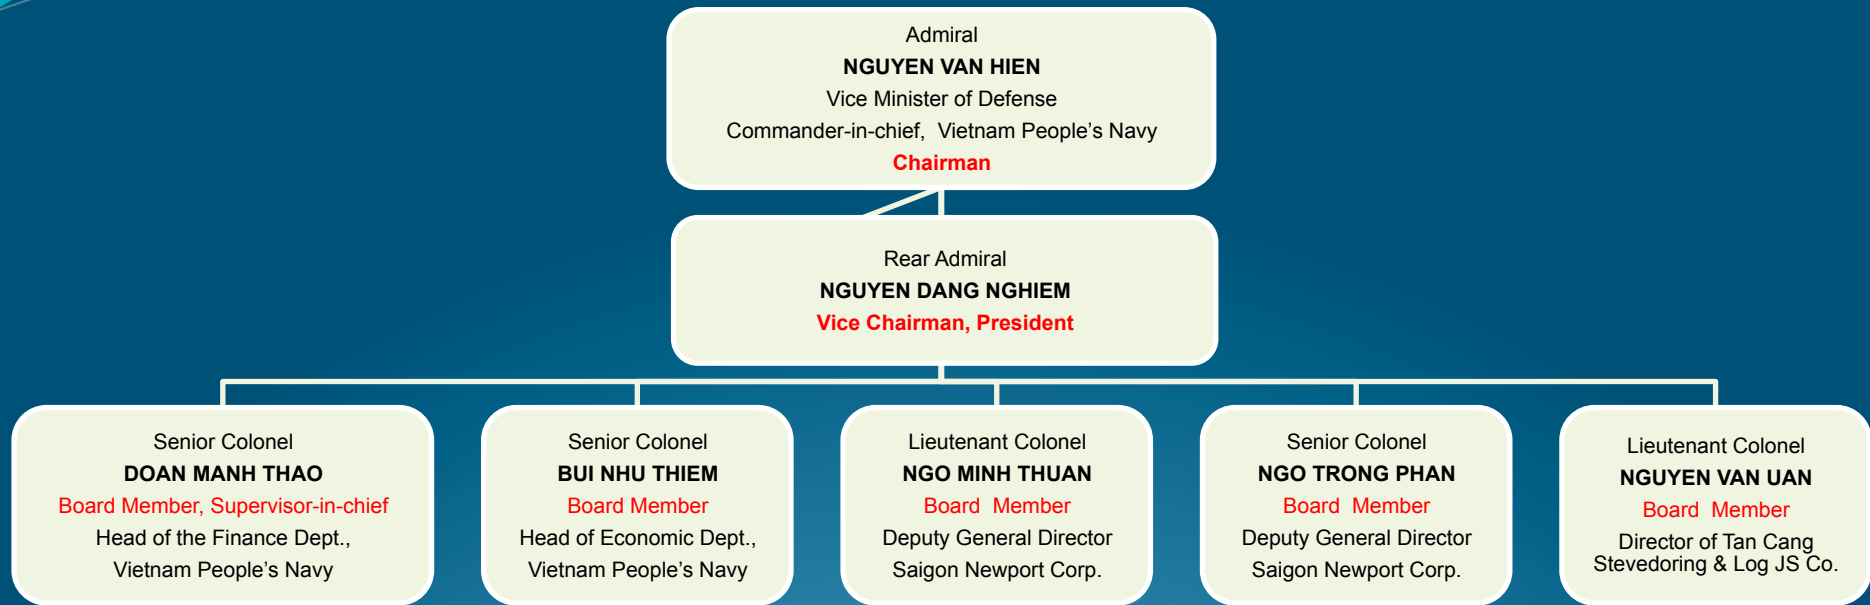 Admiral
NGUYEN VAN HIEN
Vice Minister of Defense
Commander-in-chief, Vietnam People's Navy
Chairman
Rear Admiral
NGUYEN DANG NGHIEM
Vice Chairman, President
Senior Colonel
DOAN MANH THAO
Board Member, Supervisor-in-chief
Head of the Finance Dept.,
Vietnam People's Navy
Senior Colonel
BUI NHU THIEM
Board Member
Head of Economic Dept.,
Vietnam People's Navy
Lieutenant Colonel
NGO MINH THUAN
Board Member
Deputy General Director
Saigon Newport Corp.
Senior Colonel
NGO TRONG PHAN
Board Member
Deputy General Director
Saigon Newport Corp.
Lieutenant Colonel
NGUYEN VAN UAN
Board Member
Director of Tan Cang
Stevedoring & Log JS Co.